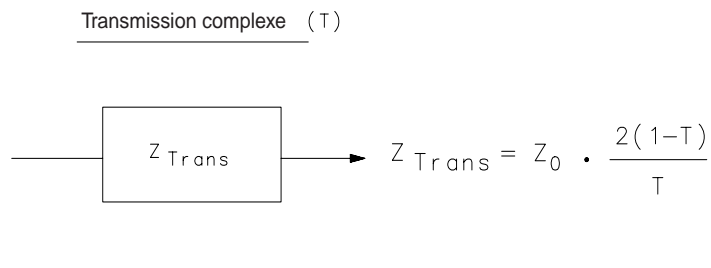 Transmission complexe (T)
Z Trans
Z Trans = Z0 . 2(1-T)
T